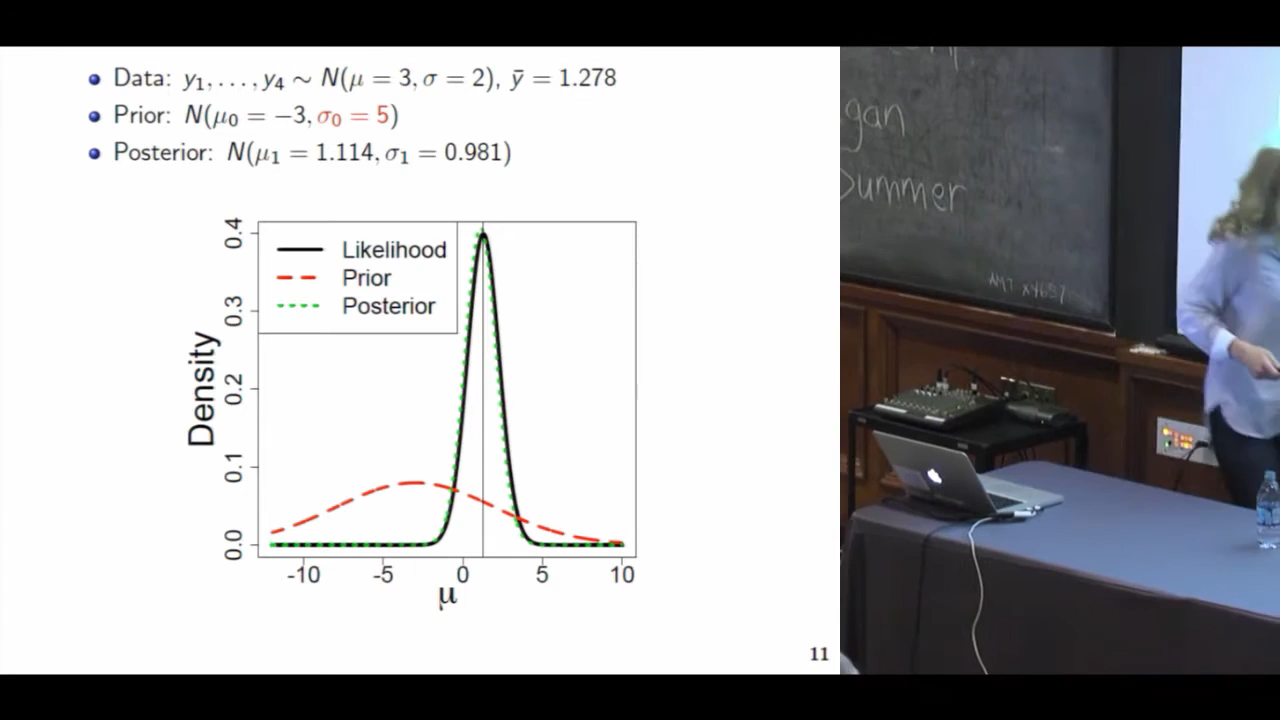 Data: y₁, …, y₄ ∼ N(μ = 3, σ = 2), ȳ = 1.278
Prior: N(μ₀ = −3, σ₀ = 5)
Posterior: N(μ₁ = 1.114, σ₁ = 0.981)
Likelihood
Prior
Posterior
Density
0.4
0.3
0.2
0.1
0.0
-10 -5 0 5 10
μ
11
gan
Summer